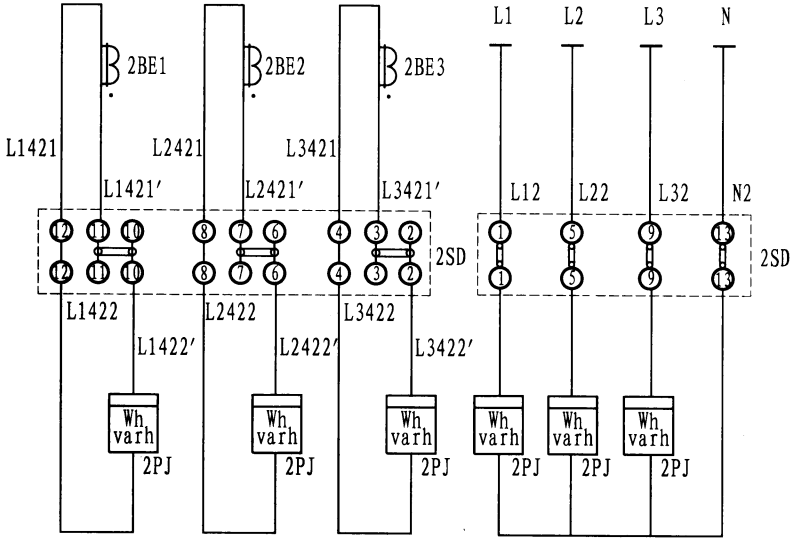 L1 L2 L3 N
2BE1 2BE2 2BE3
L1421 L2421 L3421
L1421′ L2421′ L3421′ L12 L22 L32 N2
12 11 10 8 7 6 4 3 2 1 5 9 13
2SD 2SD
12 11 10 8 7 6 4 3 2 1 5 9 13
L1422 L2422 L3422
L1422′ L2422′ L3422′
Wh Wh Wh Wh Wh Wh
varh varh varh varh varh varh
2PJ 2PJ 2PJ 2PJ 2PJ 2PJ